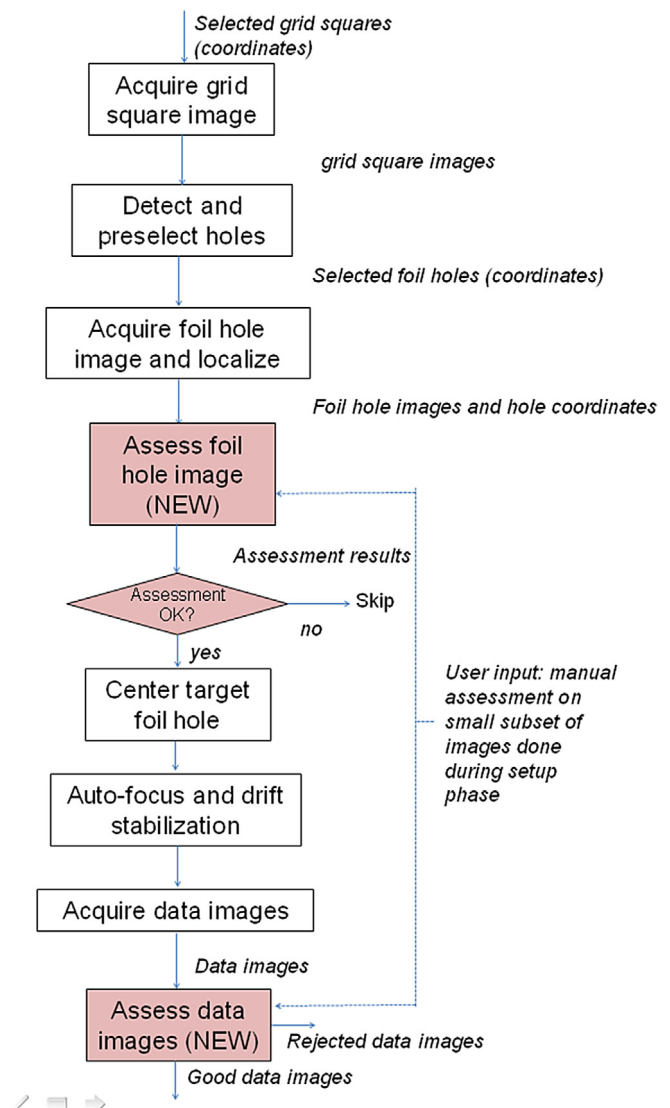 Selected grid squares
(coordinates)
Acquire grid
square image
grid square images
Detect and
preselect holes
Selected foil holes (coordinates)
Acquire foil hole
image and localize
Foil hole images and hole coordinates
Assess foil
hole image
(NEW)
Assessment results
Assessment
OK?
Skip
no
yes
Center target
foil hole
User input: manual
assessment on
small subset of
images done
during setup
phase
Auto-focus and drift
stabilization
Acquire data images
Data images
Assess data
images (NEW)
Rejected data images
Good data images